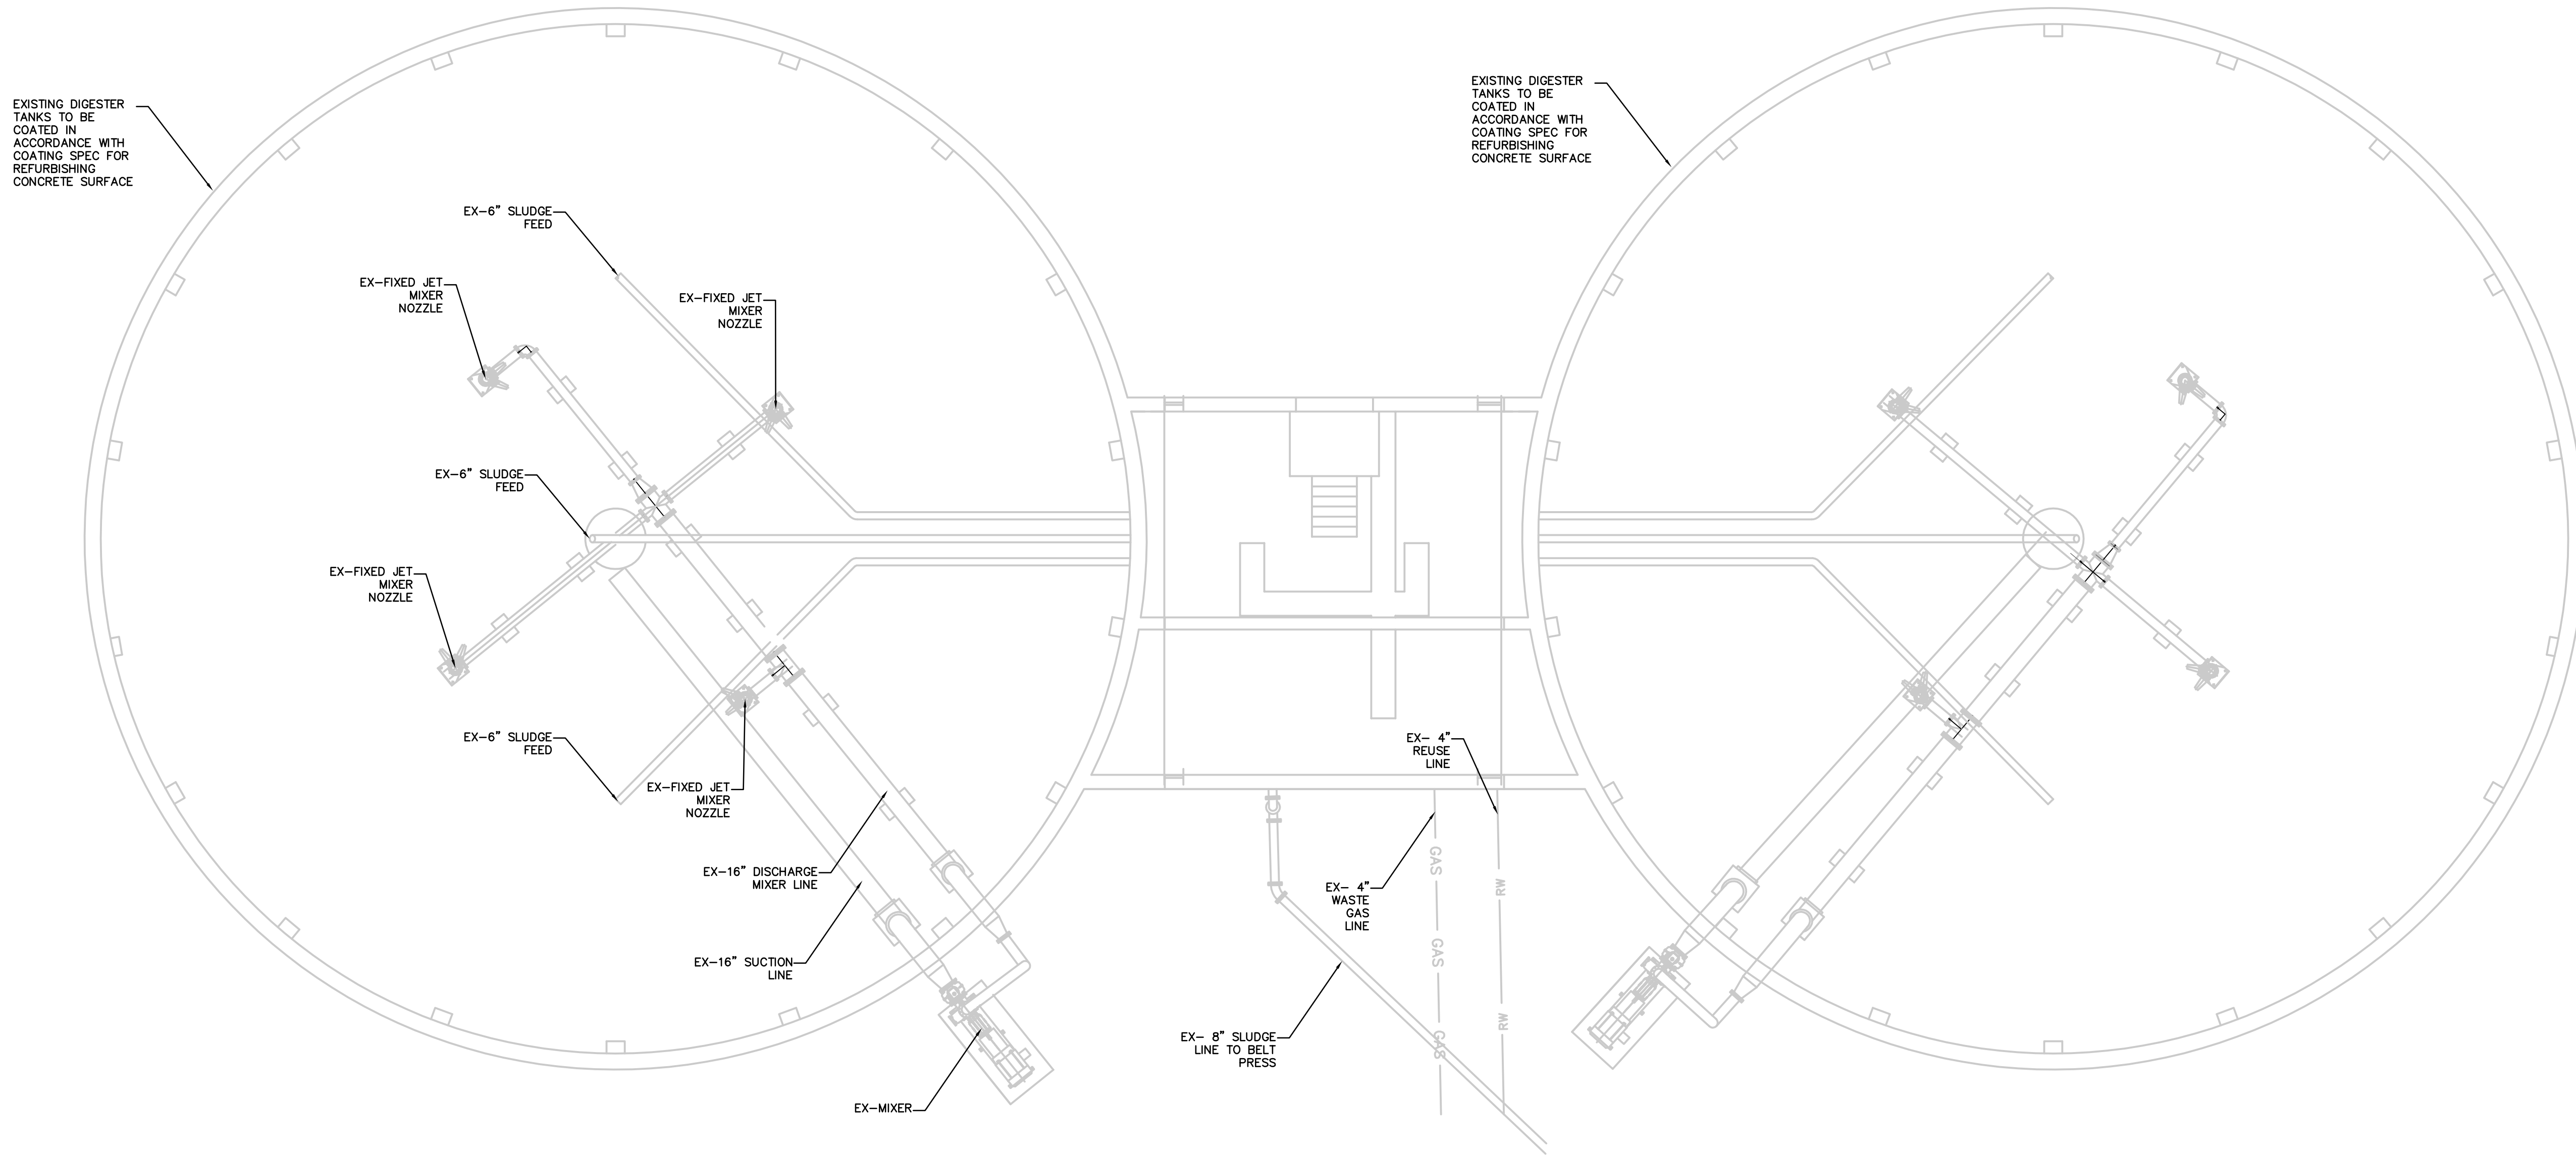 EXISTING DIGESTER
TANKS TO BE
COATED IN
ACCORDANCE WITH
COATING SPEC FOR
REFURBISHING
CONCRETE SURFACE
EXISTING DIGESTER
TANKS TO BE
COATED IN
ACCORDANCE WITH
COATING SPEC FOR
REFURBISHING
CONCRETE SURFACE
EX-6" SLUDGE
FEED
EX-FIXED JET
MIXER
NOZZLE
EX-FIXED JET
MIXER
NOZZLE
EX-6" SLUDGE
FEED
EX-FIXED JET
MIXER
NOZZLE
EX-6" SLUDGE
FEED
EX-FIXED JET
MIXER
NOZZLE
EX- 4"
REUSE
LINE
EX-16" DISCHARGE
MIXER LINE
EX- 4"
WASTE
GAS
LINE
GAS
RW
GAS
EX-16" SUCTION
LINE
RW
GAS
EX- 8" SLUDGE
LINE TO BELT
PRESS
EX-MIXER